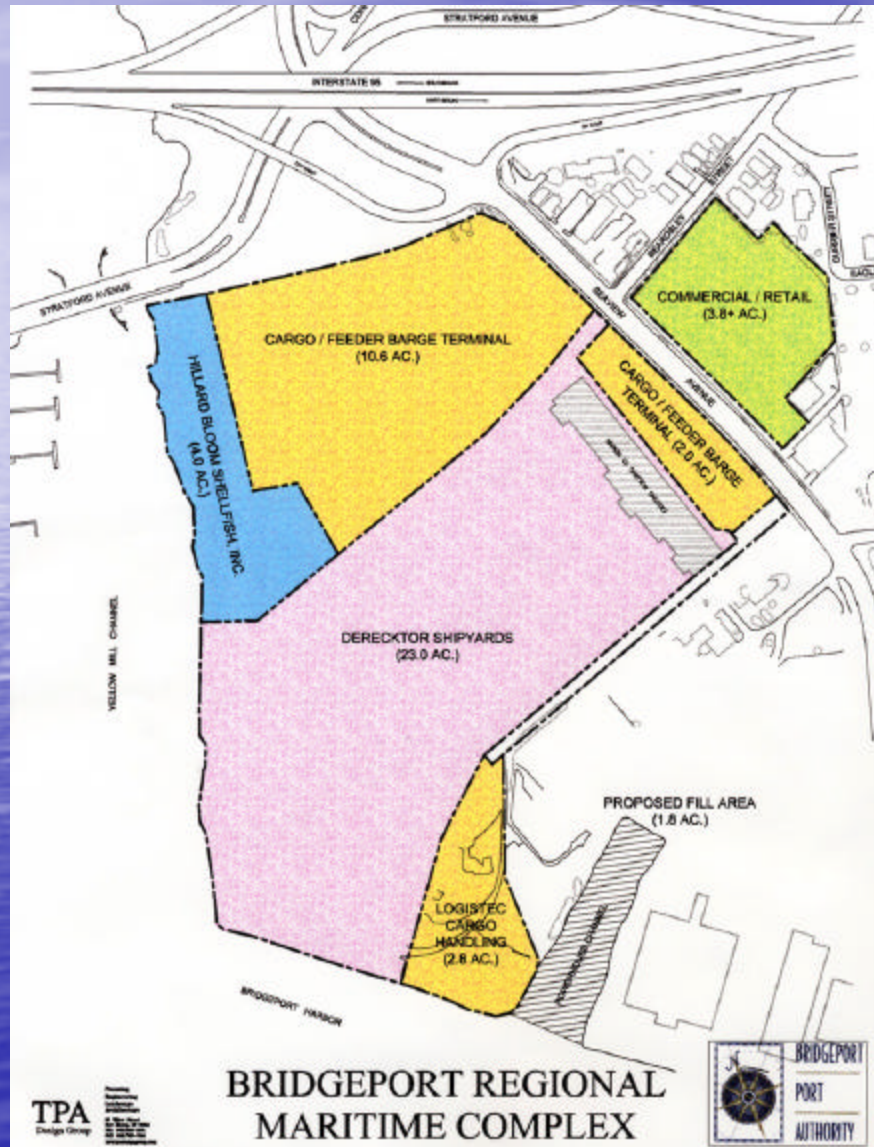 STRATFORD AVENUE
INTERSTATE 95
STREET
BEARDSLEY
STRATFORD AVENUE
SEAVIEW
AVENUE
COMMERCIAL / RETAIL
(3.8+ AC.)
CARGO / FEEDER BARGE TERMINAL
(10.6 AC.)
CARGO / FEEDER BARGE
TERMINAL (2.0 AC.)
HILLARD BLOOM SHELLFISH, INC.
(4.0 AC.)
DERECKTOR SHIPYARDS
(23.0 AC.)
YELLOW MILL CHANNEL
PROPOSED FILL AREA
(1.8 AC.)
LOGISTEC
CARGO
HANDLING
(2.8 AC.)
BRIDGEPORT HARBOR
BRIDGEPORT REGIONAL
MARITIME COMPLEX
TPA
Design Group
BRIDGEPORT
PORT
AUTHORITY